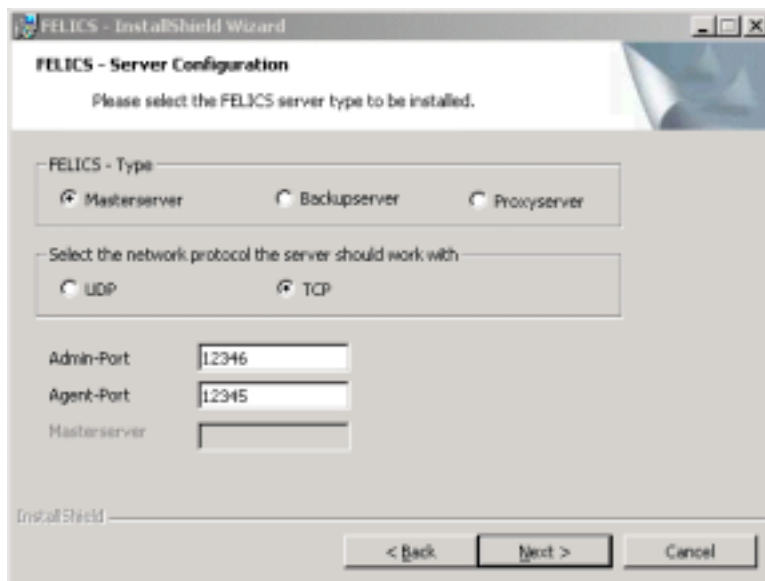 FELICS - InstallShield Wizard
FELICS - Server Configuration
Please select the FELICS server type to be installed.
FELICS - Type
Masterserver Backupserver Proxyserver
Select the network protocol the server should work with
UDP TCP
Admin-Port 12346
Agent-Port 12345
Masterserver
InstallShield
< Back Next > Cancel